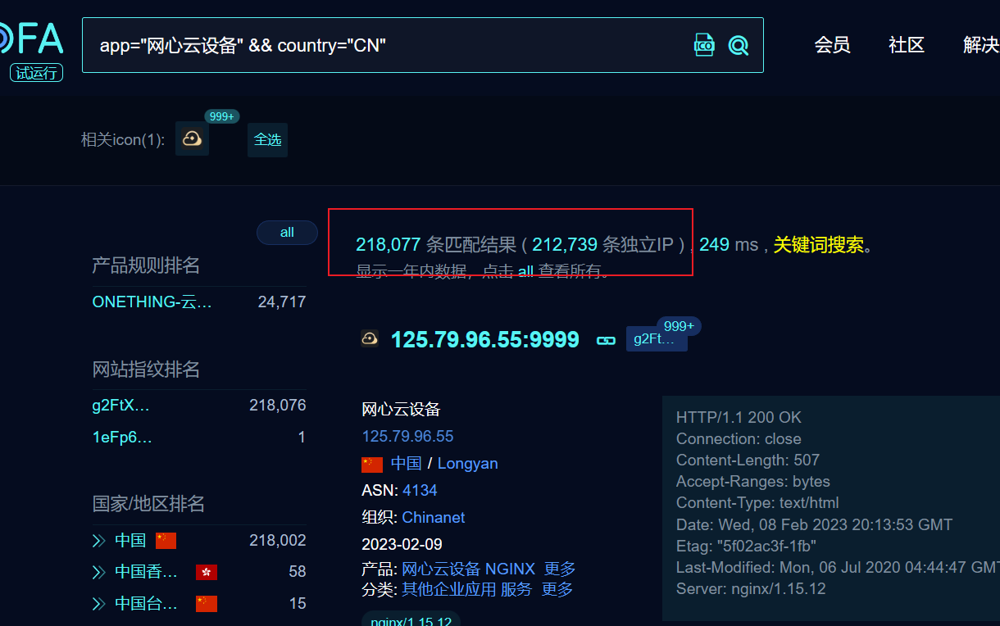 FA
试运行
app="网心云设备" && country="CN"
ICO
会员
社区
解决
相关icon(1):
999+
全选
all
产品规则排名
ONETHING-云… 24,717
网站指纹排名
g2FtX… 218,076
1eFp6… 1
国家/地区排名
中国 218,002
中国香… 58
中国台… 15
218,077 条匹配结果 ( 212,739 条独立IP ) , 249 ms , 关键词搜索。
显示一年内数据，点击 all 查看所有。
125.79.96.55:9999
999+
g2Ft…
网心云设备
125.79.96.55
中国 / Longyan
ASN: 4134
组织: Chinanet
2023-02-09
产品: 网心云设备 NGINX 更多
分类: 其他企业应用 服务 更多
nginx/1.15.12
HTTP/1.1 200 OK
Connection: close
Content-Length: 507
Accept-Ranges: bytes
Content-Type: text/html
Date: Wed, 08 Feb 2023 20:13:53 GMT
Etag: "5f02ac3f-1fb"
Last-Modified: Mon, 06 Jul 2020 04:44:47 GMT
Server: nginx/1.15.12